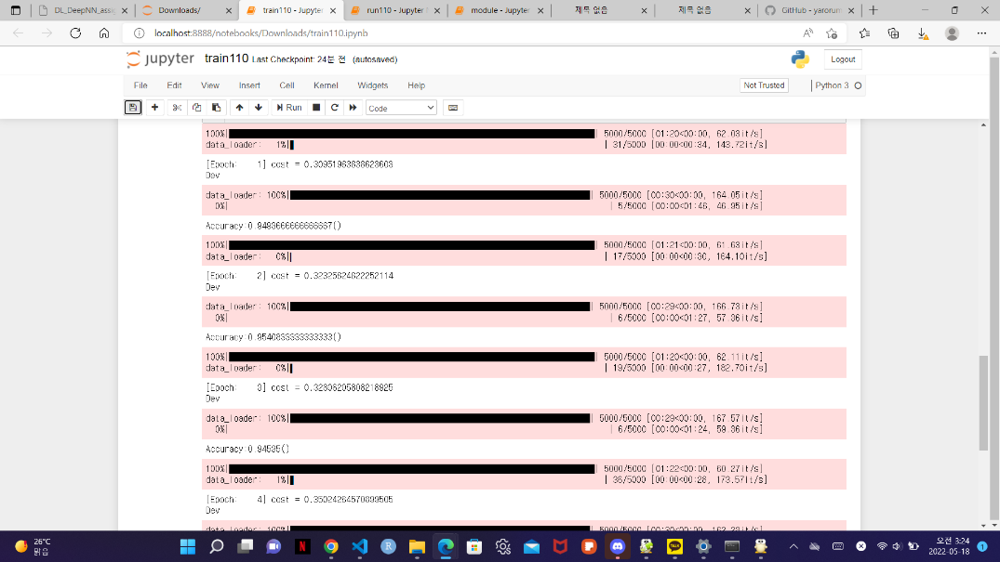 DL_DeepNN_assig
Downloads/
train110 - Jupyter
run110 - Jupyter
module - Jupyter
제목 없음
제목 없음
GitHub - yarorum
localhost:8888/notebooks/Downloads/train110.ipynb
jupyter train110 Last Checkpoint: 24분 전 (autosaved)
Logout
File Edit View Insert Cell Kernel Widgets Help
Not Trusted
Python 3
Run
Code
100%| | 5000/5000 [01:20<00:00, 62.03it/s]
data_loader: 1%| | 31/5000 [00:00<00:34, 143.72it/s]
[Epoch: 1] cost = 0.30951963638623603
Dev
data_loader: 100%| | 5000/5000 [00:30<00:00, 164.05it/s]
0%| | 5/5000 [00:00<01:46, 46.95it/s]
Accuracy:0.9493666666666667()
100%| | 5000/5000 [01:21<00:00, 61.63it/s]
data_loader: 0%| | 17/5000 [00:00<00:30, 164.10it/s]
[Epoch: 2] cost = 0.32325624622252114
Dev
data_loader: 100%| | 5000/5000 [00:29<00:00, 166.73it/s]
0%| | 6/5000 [00:00<01:27, 57.36it/s]
Accuracy:0.9540833333333333()
100%| | 5000/5000 [01:20<00:00, 62.11it/s]
data_loader: 0%| | 19/5000 [00:00<00:27, 182.70it/s]
[Epoch: 3] cost = 0.32606205808218925
Dev
data_loader: 100%| | 5000/5000 [00:29<00:00, 167.57it/s]
0%| | 6/5000 [00:00<01:24, 59.36it/s]
Accuracy:0.94535()
100%| | 5000/5000 [01:22<00:00, 60.27it/s]
data_loader: 1%| | 36/5000 [00:00<00:28, 173.57it/s]
[Epoch: 4] cost = 0.35024264570899505
Dev
26°C
맑음
오전 3:24
2022-05-18
1